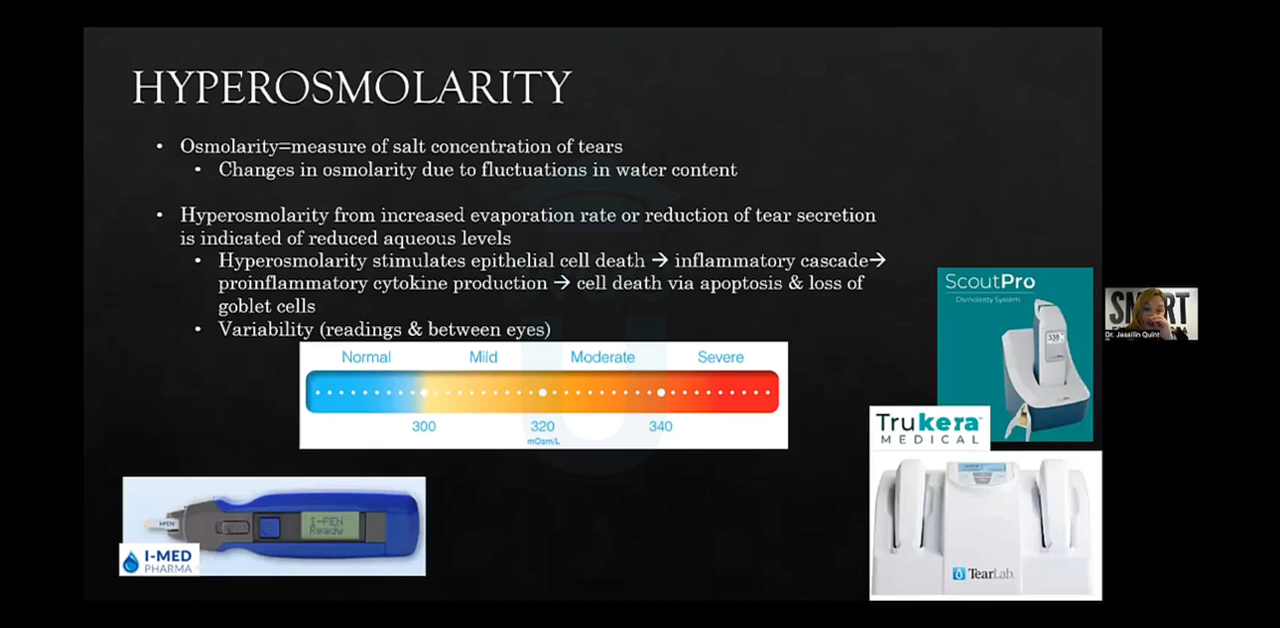 HYPEROSMOLARITY
• Osmolarity=measure of salt concentration of tears
• Changes in osmolarity due to fluctuations in water content
• Hyperosmolarity from increased evaporation rate or reduction of tear secretion
is indicated of reduced aqueous levels
• Hyperosmolarity stimulates epithelial cell death → inflammatory cascade→
proinflammatory cytokine production → cell death via apoptosis & loss of
goblet cells
• Variability (readings & between eyes)
Normal Mild Moderate Severe
300 320 340
mOsm/L
I-PEN
I-PEN
Ready
I-MED
PHARMA
ScoutPro
Osmolarity System
Trukera
MEDICAL
TearLab
Dr. Jessilin Quint